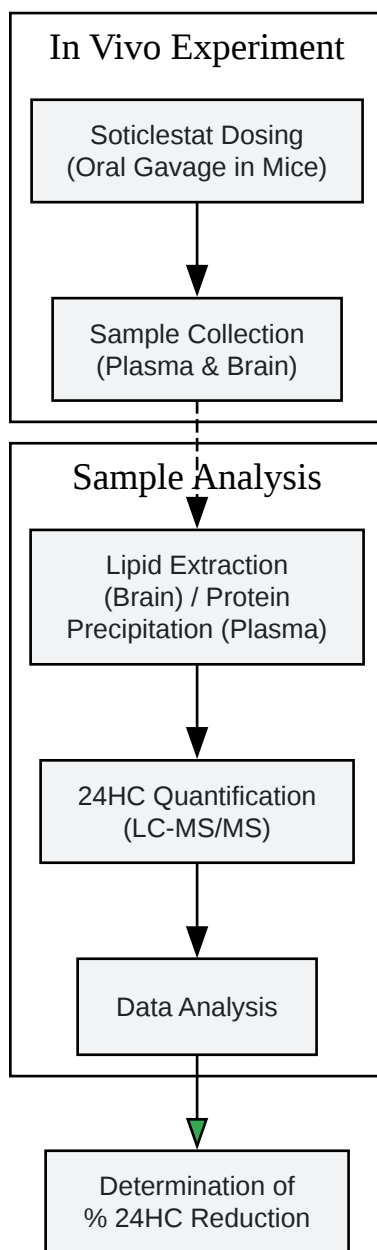 In Vivo Experiment
Soticlestat Dosing
(Oral Gavage in Mice)
Sample Collection
(Plasma & Brain)
Sample Analysis
Lipid Extraction
(Brain) / Protein
Precipitation (Plasma)
24HC Quantification
(LC-MS/MS)
Data Analysis
Determination of
% 24HC Reduction